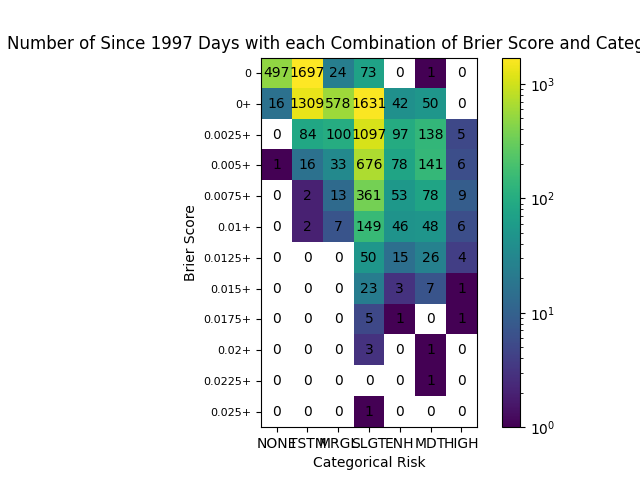 Number of Since 1997 Days with each Combination of Brier Score and Categ
0 497 1697 24 73 0 1 0
0+ 16 1309 578 1631 42 50 0
0.0025+ 0 84 100 1097 97 138 5
0.005+ 1 16 33 676 78 141 6
0.0075+ 0 2 13 361 53 78 9
0.01+ 0 2 7 149 46 48 6
0.0125+ 0 0 0 50 15 26 4
0.015+ 0 0 0 23 3 7 1
0.0175+ 0 0 0 5 1 0 1
0.02+ 0 0 0 3 0 1 0
0.0225+ 0 0 0 0 0 1 0
0.025+ 0 0 0 1 0 0 0
NONE TSTM MRGL SLGT ENH MDT HIGH
Categorical Risk
Brier Score
10³
10²
10¹
10⁰